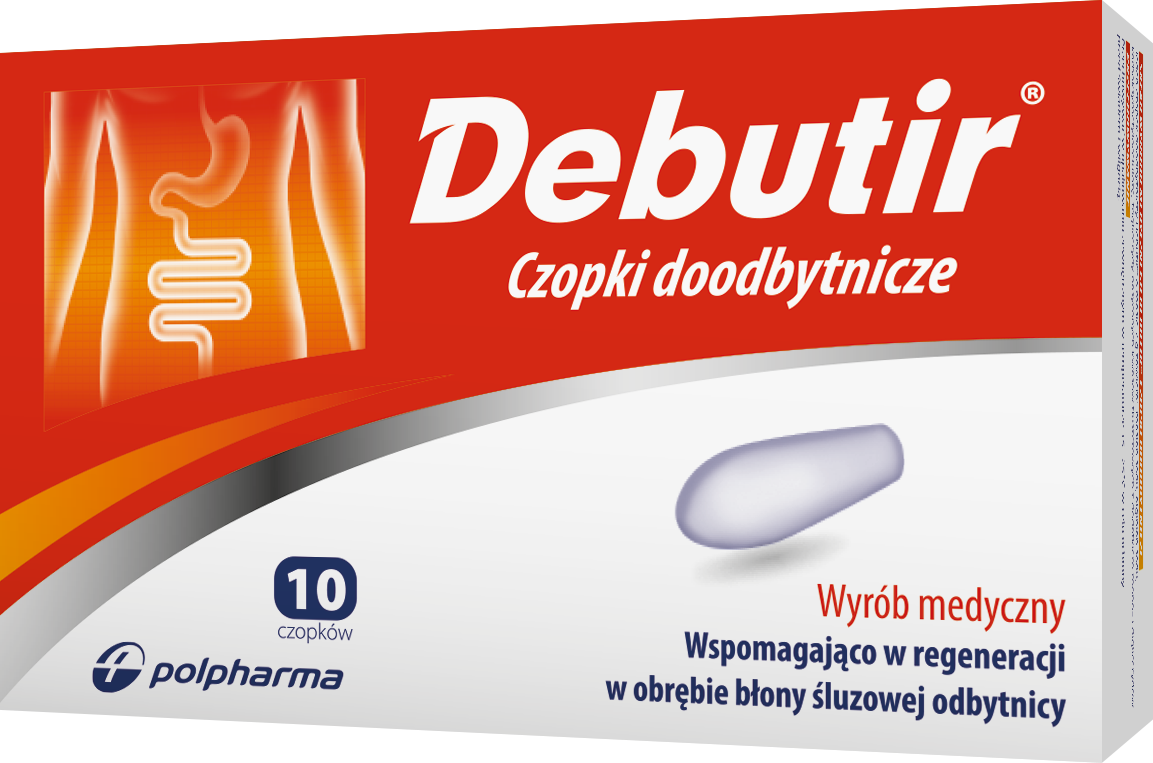 Debutir®
Czopki doodbytnicze
10
czopków
polpharma
Wyrób medyczny
Wspomagająco w regeneracji
w obrębie błony śluzowej odbytnicy